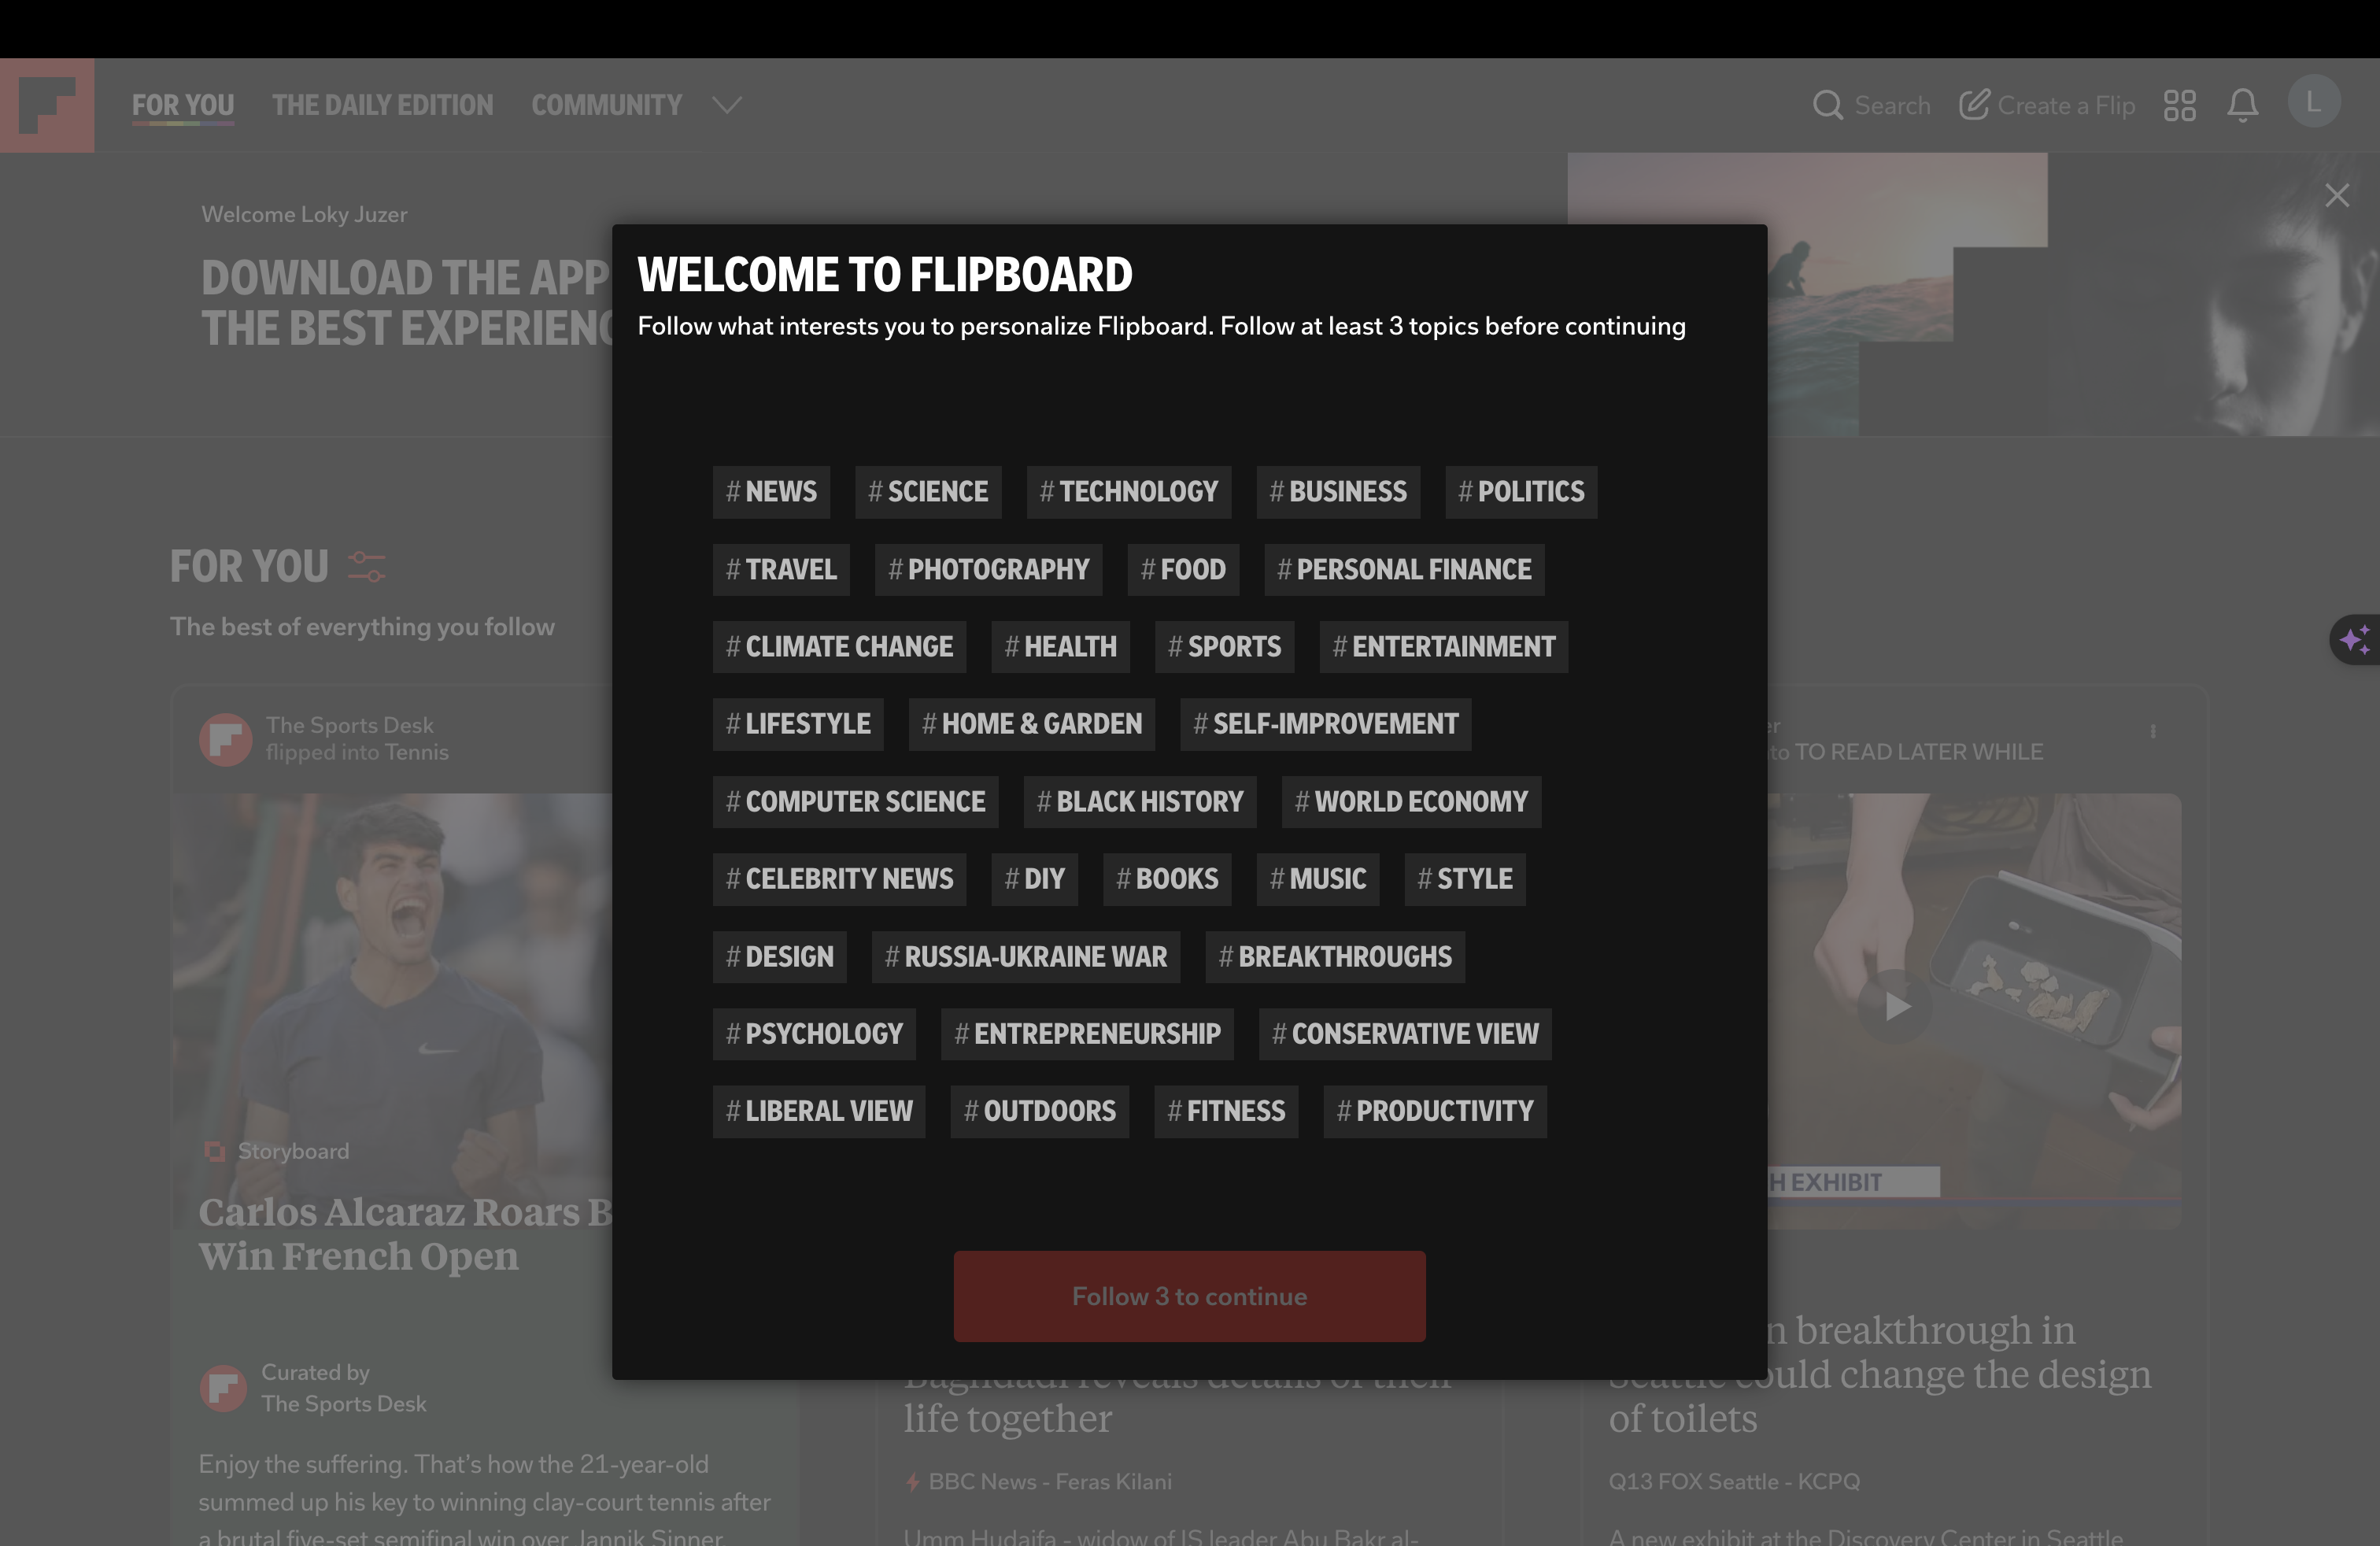 FOR YOU THE DAILY EDITION COMMUNITY Search Create a Flip L
Welcome Loky Juzer
DOWNLOAD THE APP
THE BEST
WELCOME TO FLIPBOARD
Follow what interests you to personalize Flipboard. Follow at least 3 topics before continuing
# NEWS # SCIENCE # TECHNOLOGY # BUSINESS # POLITICS
# TRAVEL # PHOTOGRAPHY # FOOD # PERSONAL FINANCE
# CLIMATE CHANGE # HEALTH # SPORTS # ENTERTAINMENT
# LIFESTYLE # HOME & GARDEN # SELF-IMPROVEMENT
# COMPUTER SCIENCE # BLACK HISTORY # WORLD ECONOMY
# CELEBRITY NEWS # DIY # BOOKS # MUSIC # STYLE
# DESIGN # RUSSIA-UKRAINE WAR # BREAKTHROUGHS
# PSYCHOLOGY # ENTREPRENEURSHIP # CONSERVATIVE VIEW
# LIBERAL VIEW # OUTDOORS # FITNESS # PRODUCTIVITY
Follow 3 to continue
FOR YOU
The best of everything you follow
The Sports Desk
flipped into Tennis
Storyboard
Carlos Alcaraz Roars B
Win French Open
Curated by
The Sports Desk
Enjoy the suffering. That's how the 21-year-old
summed up his key to winning clay-court tennis after
a brutal five-set semifinal win over Jannik Sinner
Baghdadi reveals details of their
life together
BBC News - Feras Kilani
Umm Hudaifa - widow of IS leader Abu Bakr al-
er
to TO READ LATER WHILE
H EXHIBIT
n breakthrough in
Seattle could change the design
of toilets
Q13 FOX Seattle - KCPQ
A new exhibit at the Discovery Center in Seattle